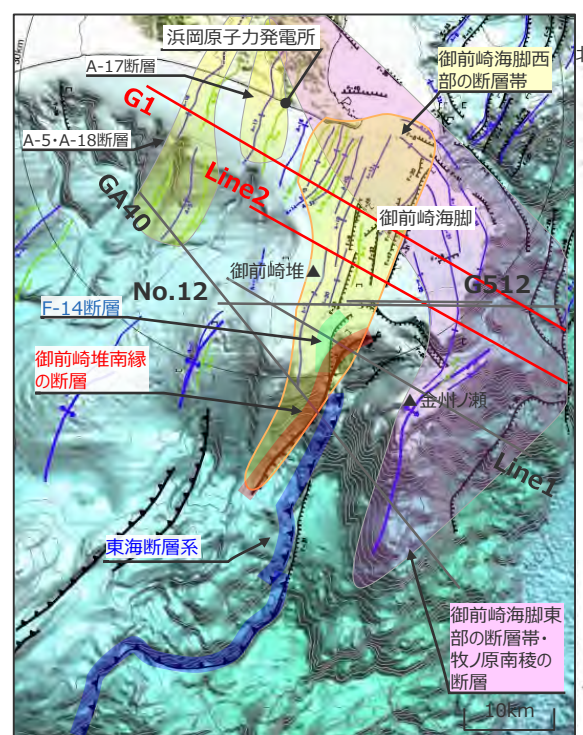 浜岡原子力発電所
北
A-17断層
御前崎海脚西
部の断層帯
G1
A-5・A-18断層
GA40
Line2
御前崎海脚
御前崎堆
No.12
G512
F-14断層
御前崎堆南縁
の断層
金州ノ瀬
Line1
東海断層系
御前崎海脚東
部の断層帯・
牧ノ原南稜の
断層
10km